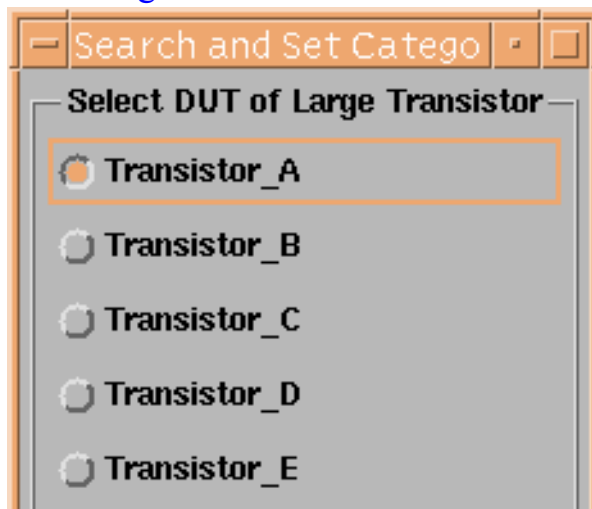 Search and Set Catego
Select DUT of Large Transistor
Transistor_A
Transistor_B
Transistor_C
Transistor_D
Transistor_E